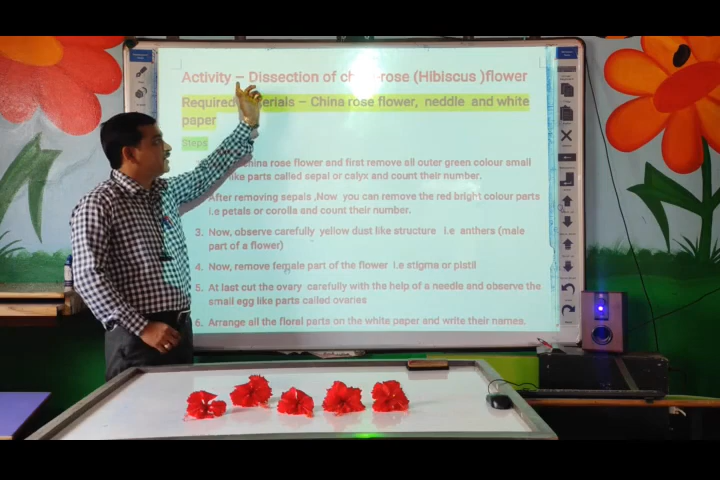 Activity – Dissection of ch -rose (Hibiscus )flower
Required erials – China rose flower, neddle and white
paper
Steps
china rose flower and first remove all outer green colour small
like parts called sepal or calyx and count their number.
After removing sepals ,Now you can remove the red bright colour parts
i.e petals or corolla and count their number.
3. Now, observe carefully yellow dust like structure i.e anthers (male
part of a flower)
4. Now, remove female part of the flower i.e stigma or pistil
5. At last cut the ovary carefully with the help of a needle and observe the
small egg like parts called ovaries
6. Arrange all the floral parts on the white paper and write their names.